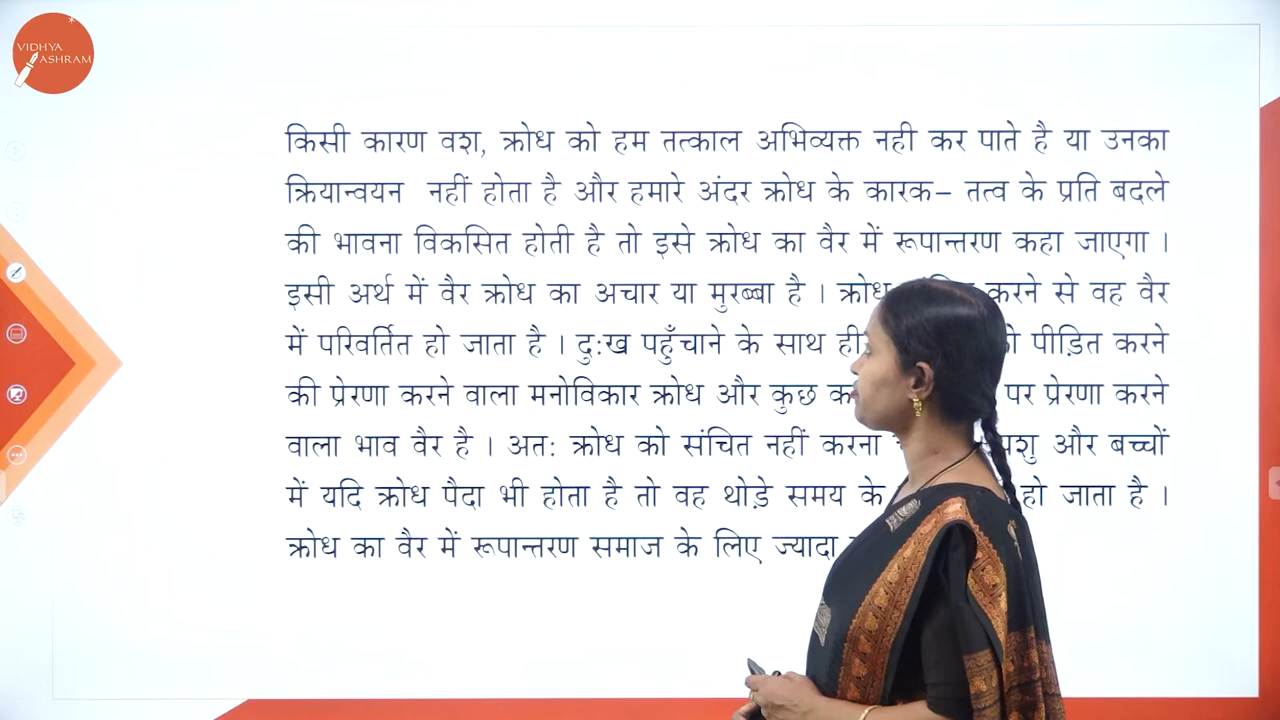 VIDHYA
ASHRAM
किसी कारण वश, क्रोध को हम तत्काल अभिव्यक्त नही कर पाते है या उनका
क्रियान्वयन नहीं होता है और हमारे अंदर क्रोध के कारक– तत्व के प्रति बदले
की भावना विकसित होती है तो इसे क्रोध का वैर में रूपान्तरण कहा जाएगा ।
इसी अर्थ में वैर क्रोध का अचार या मुरब्बा है । करने से वह वैर
में परिवर्तित हो जाता है । दुःख पहुँचाने के साथ ही पीड़ित करने
की प्रेरणा करने वाला मनोविकार क्रोध और कुछ पर प्रेरणा करने
वाला भाव वैर है । अतः क्रोध को संचित नहीं करना और बच्चों
में यदि क्रोध पैदा भी होता है तो वह थोड़े समय के हो जाता है ।
क्रोध का वैर में रूपान्तरण समाज के लिए ज्यादा